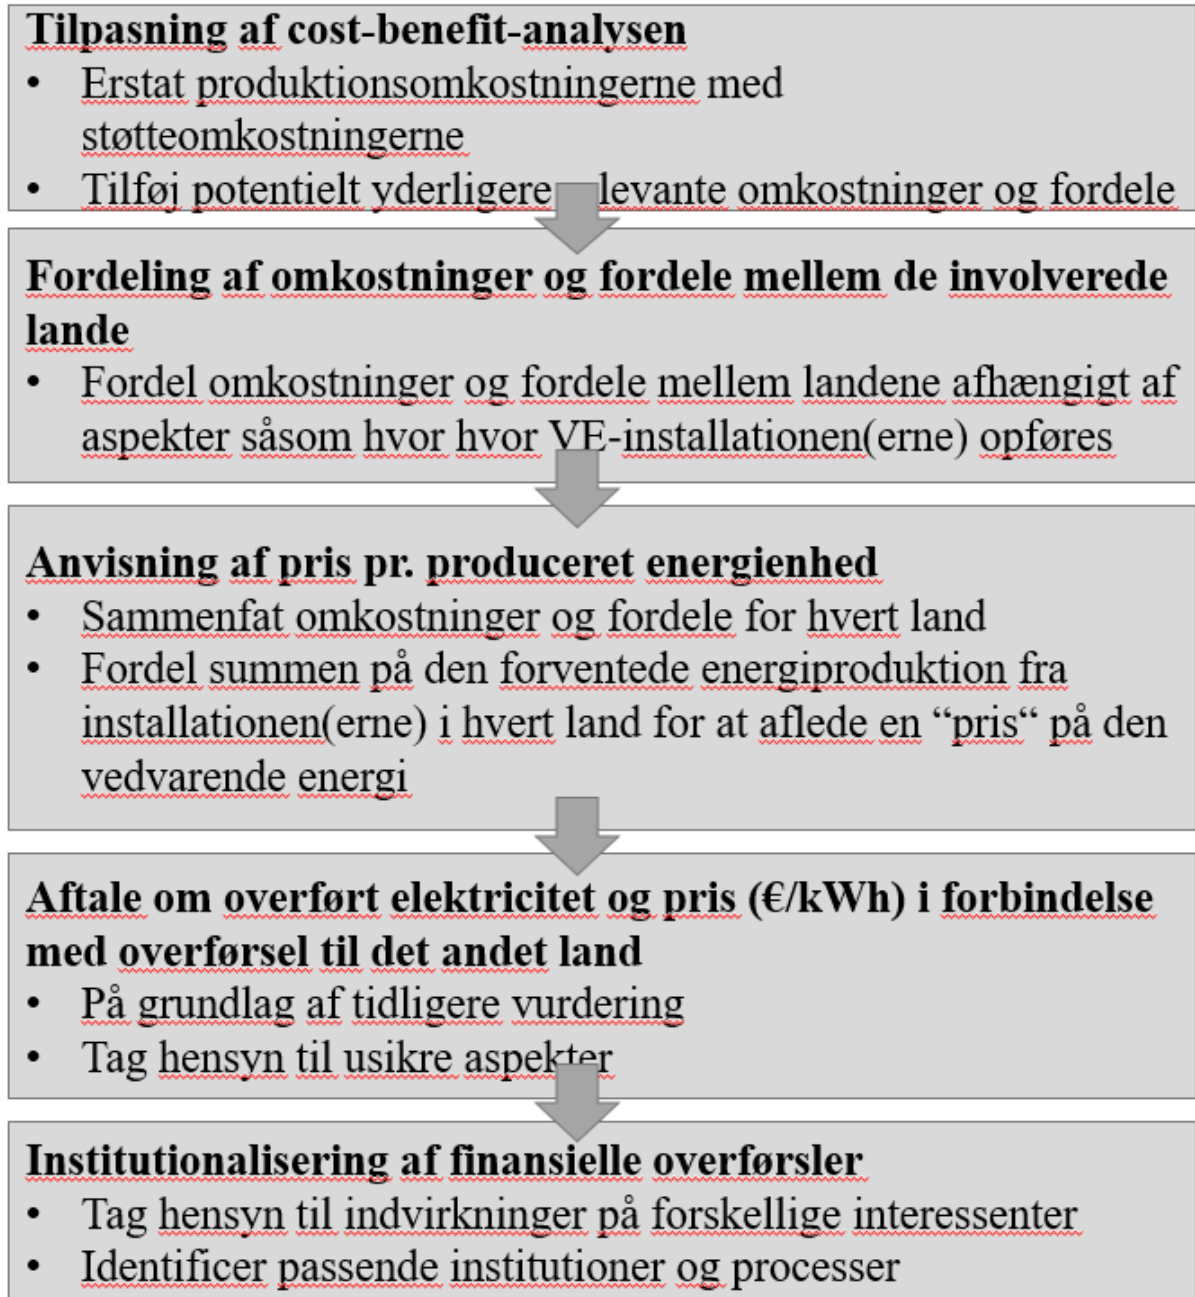 Tilpasning af cost-benefit-analysen
• Erstat produktionsomkostningerne med
støtteomkostningerne
• Tilføj potentielt yderligere levante omkostninger og fordele
Fordeling af omkostninger og fordele mellem de involverede
lande
• Fordel omkostninger og fordele mellem landene afhængigt af
aspekter såsom hvor hvor VE-installationen(erne) opføres
Anvisning af pris pr. produceret energienhed
• Sammenfat omkostninger og fordele for hvert land
• Fordel summen på den forventede energiproduktion fra
installationen(erne) i hvert land for at aflede en “pris“ på den
vedvarende energi
Aftale om overført elektricitet og pris (€/kWh) i forbindelse
med overførsel til det andet land
• På grundlag af tidligere vurdering
• Tag hensyn til usikre aspekter
Institutionalisering af finansielle overførsler
• Tag hensyn til indvirkninger på forskellige interessenter
• Identificer passende institutioner og processer